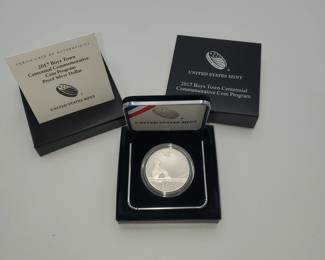 CERTIFICATE OF AUTHENTICITY
2017 Boys Town
Centennial Commemorative
Coin Program
Proof Silver Dollar
UNITED STATES MINT
UNITED STATES MINT
2017 Boys Town Centennial
Commemorative Coin Program
UNITED STATES MINT